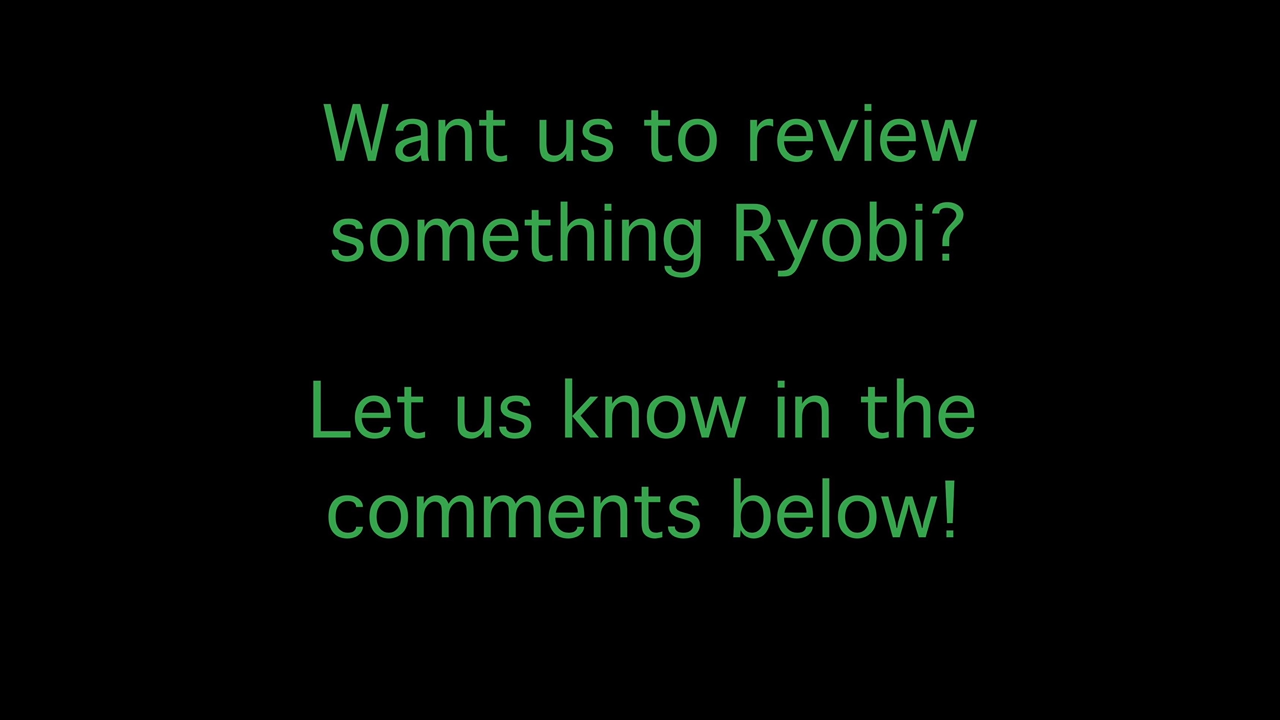 Want us to review
something Ryobi?
Let us know in the
comments below!